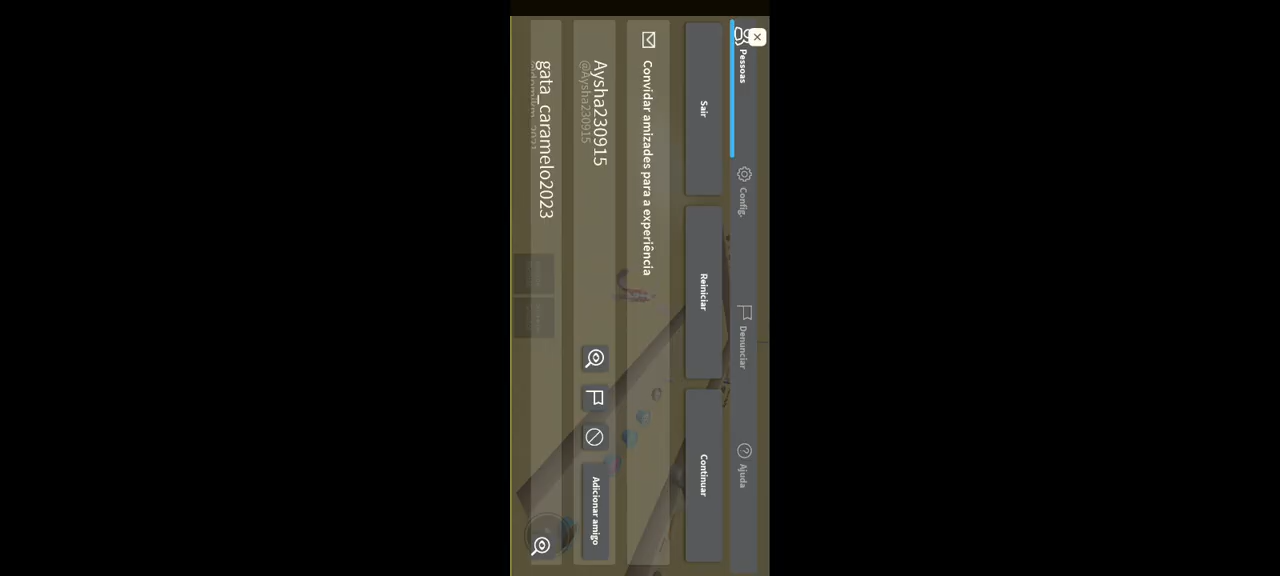 Pessoas
Config.
Denunciar
Ajuda
Sair
Reiniciar
Continuar
Convidar amizades para a experiência
Aysha230915
@Aysha230915
Adicionar amigo
gata_caramelo2023